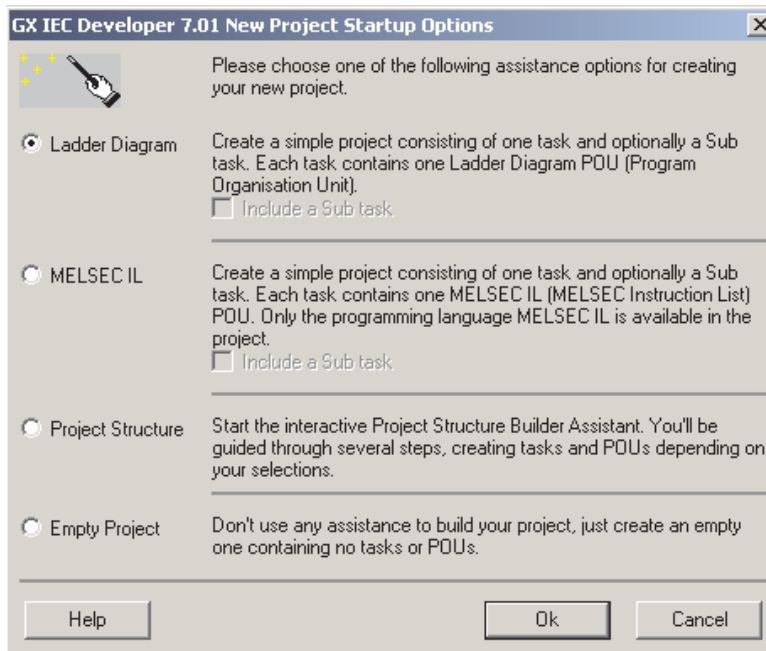 GX IEC Developer 7.01 New Project Startup Options
Please choose one of the following assistance options for creating
your new project.
Ladder Diagram
Create a simple project consisting of one task and optionally a Sub
task. Each task contains one Ladder Diagram POU (Program
Organisation Unit).
Include a Sub task
MELSEC IL
Create a simple project consisting of one task and optionally a Sub
task. Each task contains one MELSEC IL (MELSEC Instruction List)
POU. Only the programming language MELSEC IL is available in the
project.
Include a Sub task
Project Structure
Start the interactive Project Structure Builder Assistant. You'll be
guided through several steps, creating tasks and POUs depending on
your selections.
Empty Project
Don't use any assistance to build your project, just create an empty
one containing no tasks or POUs.
Help
Ok
Cancel